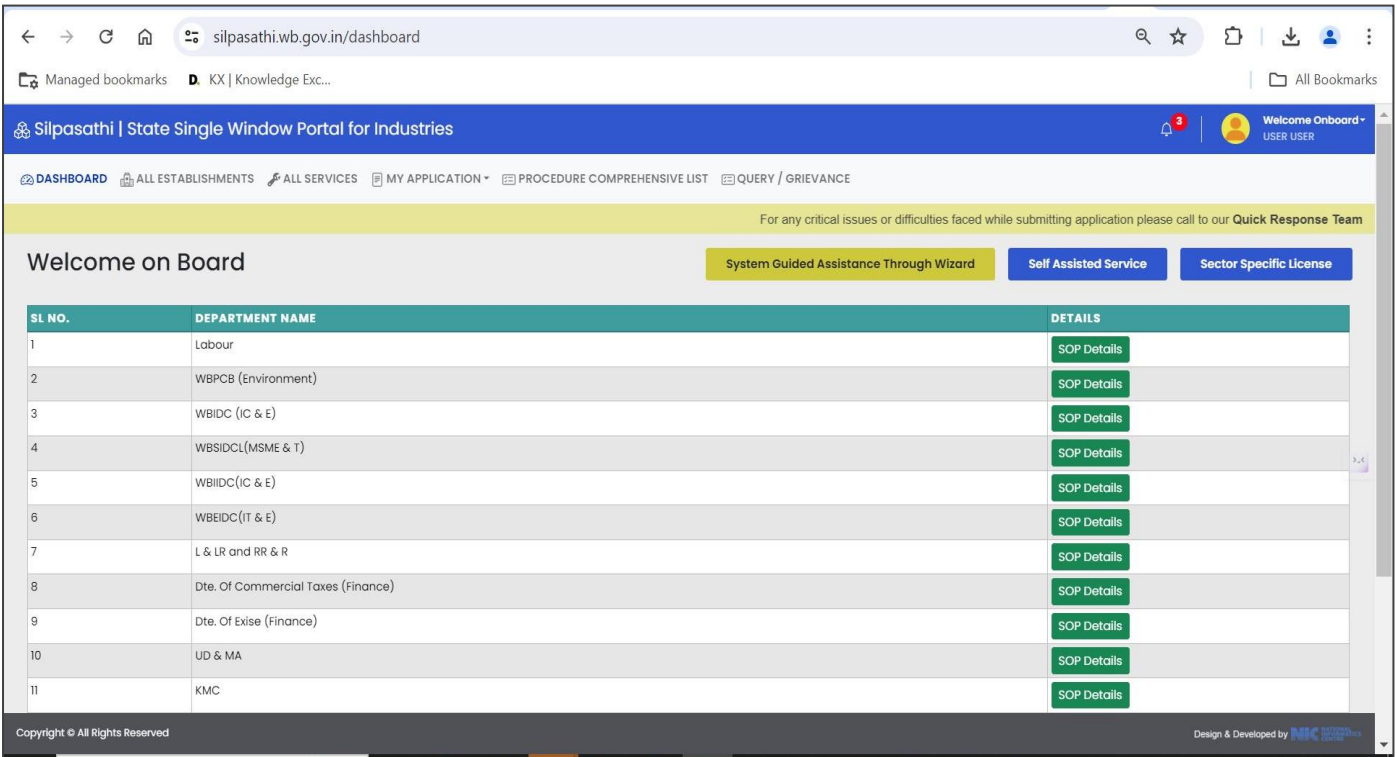 silpasathi.wb.gov.in/dashboard
Managed bookmarks D. KX | Knowledge Exc... All Bookmarks
Silpasathi | State Single Window Portal for Industries 3 Welcome Onboard
USER USER
DASHBOARD ALL ESTABLISHMENTS ALL SERVICES MY APPLICATION PROCEDURE COMPREHENSIVE LIST QUERY / GRIEVANCE
For any critical issues or difficulties faced while submitting application please call to our Quick Response Team
Welcome on Board System Guided Assistance Through Wizard Self Assisted Service Sector Specific License
SL NO. DEPARTMENT NAME DETAILS
1 Labour SOP Details
2 WBPCB (Environment) SOP Details
3 WBIDC (IC & E) SOP Details
4 WBSIDCL(MSME & T) SOP Details
5 WBIIDC(IC & E) SOP Details
6 WBEIDC(IT & E) SOP Details
7 L & LR and RR & R SOP Details
8 Dte. Of Commercial Taxes (Finance) SOP Details
9 Dte. Of Exise (Finance) SOP Details
10 UD & MA SOP Details
11 KMC SOP Details
Copyright © All Rights Reserved Design & Developed by NIC NATIONAL INFORMATICS CENTRE